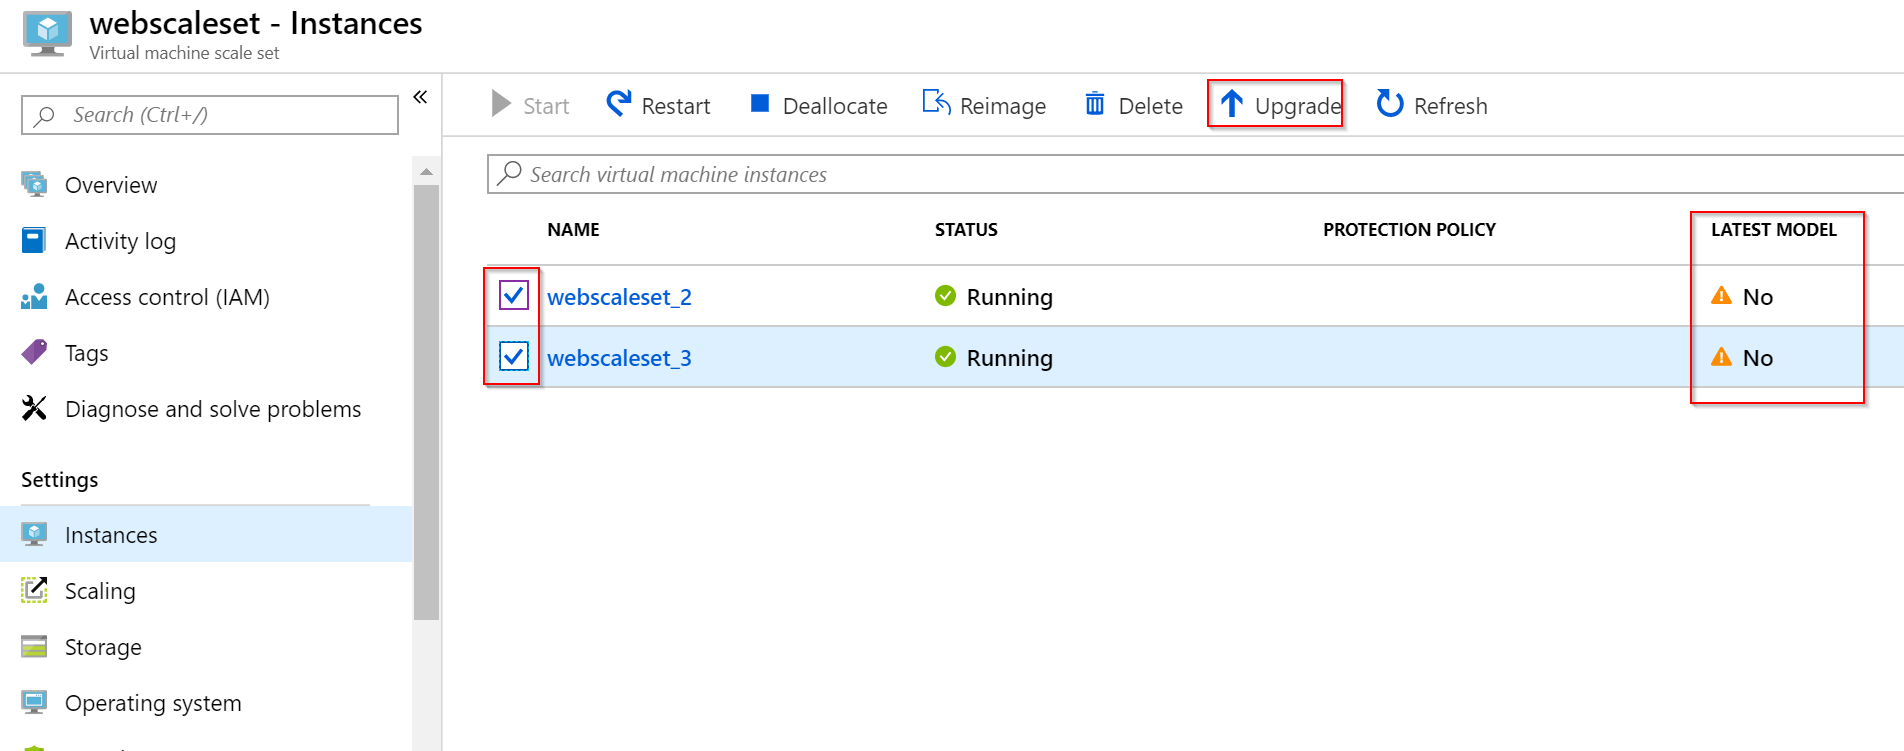 webscaleset - Instances
Virtual machine scale set
Search (Ctrl+/)
«
Overview
Activity log
Access control (IAM)
Tags
Diagnose and solve problems
Settings
Instances
Scaling
Storage
Operating system
Start Restart Deallocate Reimage Delete Upgrade Refresh
Search virtual machine instances
NAME STATUS PROTECTION POLICY LATEST MODEL
webscaleset_2 Running No
webscaleset_3 Running No